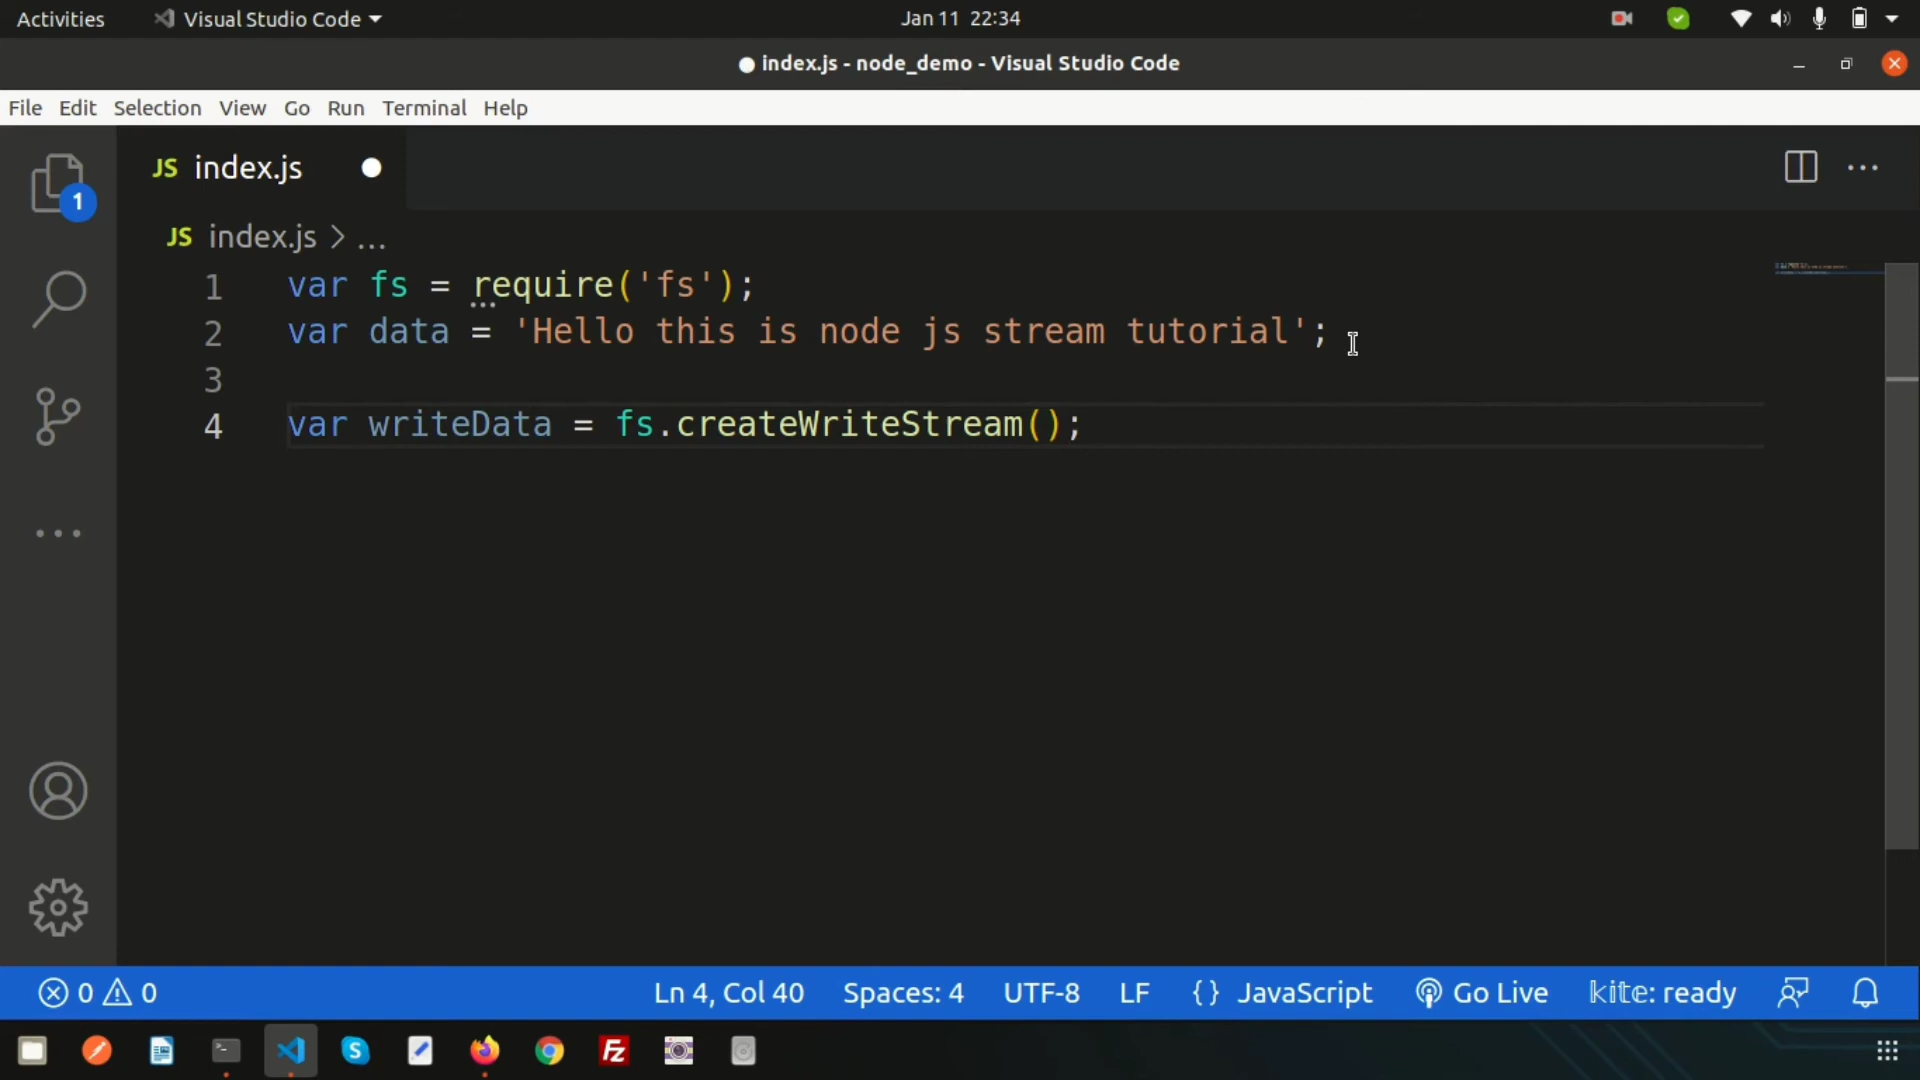 Activities Visual Studio Code Jan 11 22:34
index.js - node_demo - Visual Studio Code
File Edit Selection View Go Run Terminal Help
1
JS index.js
JS index.js > ...
1 var fs = require('fs');
2 var data = 'Hello this is node js stream tutorial';
3
4 var writeData = fs.createWriteStream();
0 0 Ln 4, Col 40 Spaces: 4 UTF-8 LF {} JavaScript Go Live kite: ready